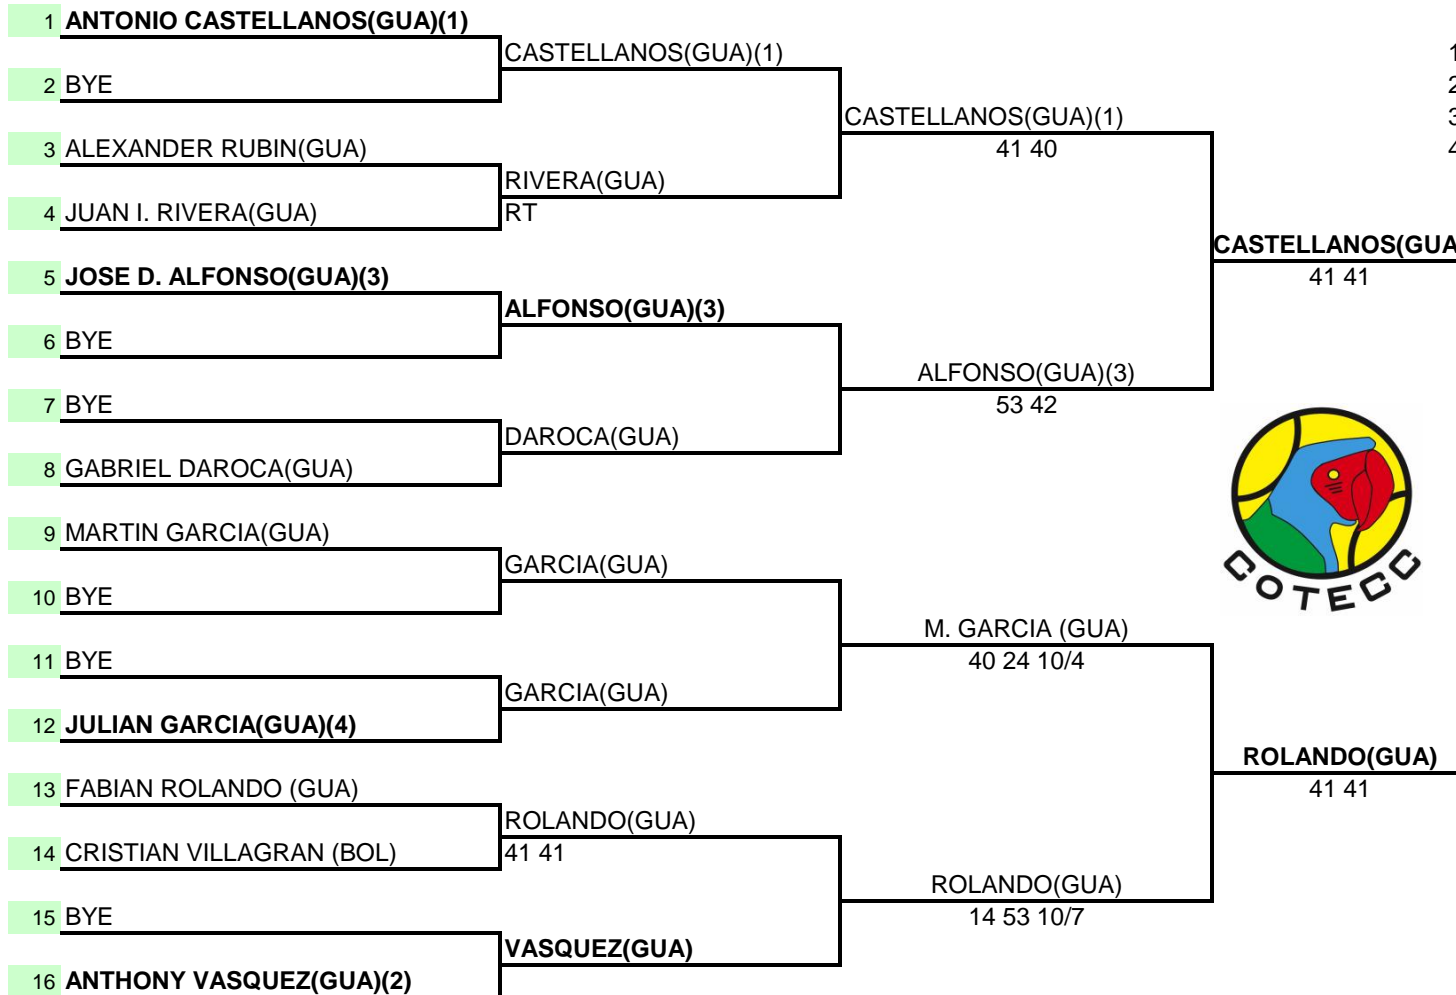 1 ANTONIO CASTELLANOS(GUA)(1)
CASTELLANOS(GUA)(1)
1
2 BYE
2
CASTELLANOS(GUA)(1)
3
3 ALEXANDER RUBIN(GUA)
41 40
4
RIVERA(GUA)
4 JUAN I. RIVERA(GUA)
RT
CASTELLANOS(GUA
5 JOSE D. ALFONSO(GUA)(3)
41 41
ALFONSO(GUA)(3)
6 BYE
ALFONSO(GUA)(3)
7 BYE
53 42
DAROCA(GUA)
8 GABRIEL DAROCA(GUA)
9 MARTIN GARCIA(GUA)
GARCIA(GUA)
COTECC
10 BYE
M. GARCIA (GUA)
11 BYE
40 24 10/4
GARCIA(GUA)
12 JULIAN GARCIA(GUA)(4)
ROLANDO(GUA)
13 FABIAN ROLANDO (GUA)
41 41
ROLANDO(GUA)
14 CRISTIAN VILLAGRAN (BOL)
41 41
ROLANDO(GUA)
15 BYE
14 53 10/7
VASQUEZ(GUA)
16 ANTHONY VASQUEZ(GUA)(2)